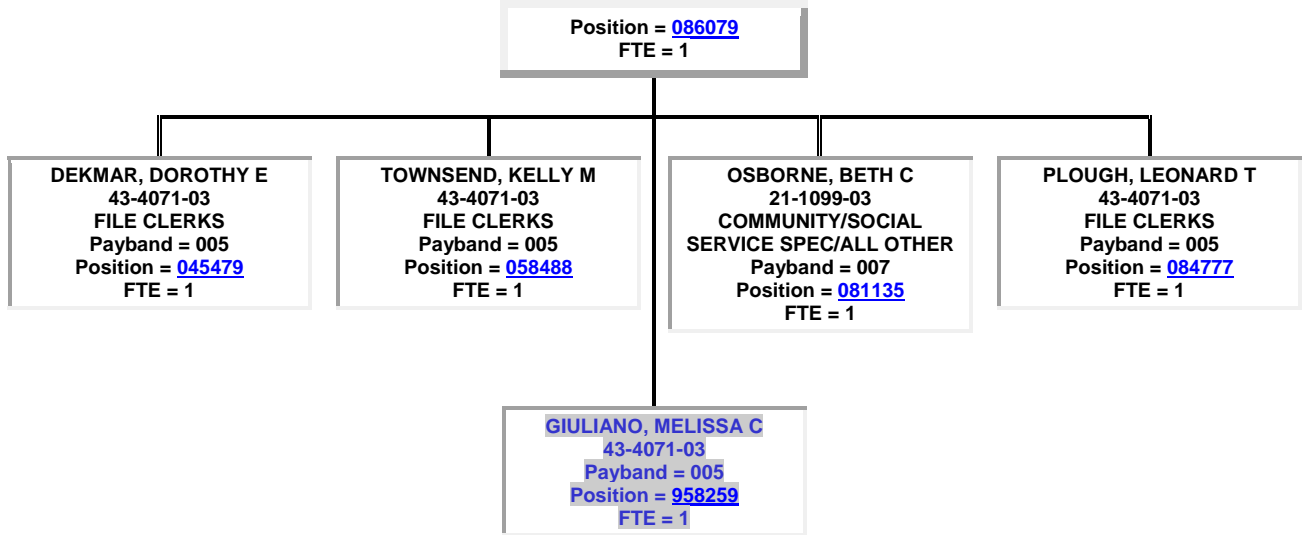 Position = 086079
FTE = 1
DEKMAR, DOROTHY E
43-4071-03
FILE CLERKS
Payband = 005
Position = 045479
FTE = 1
TOWNSEND, KELLY M
43-4071-03
FILE CLERKS
Payband = 005
Position = 058488
FTE = 1
OSBORNE, BETH C
21-1099-03
COMMUNITY/SOCIAL
SERVICE SPEC/ALL OTHER
Payband = 007
Position = 081135
FTE = 1
PLOUGH, LEONARD T
43-4071-03
FILE CLERKS
Payband = 005
Position = 084777
FTE = 1
GIULIANO, MELISSA C
43-4071-03
Payband = 005
Position = 958259
FTE = 1